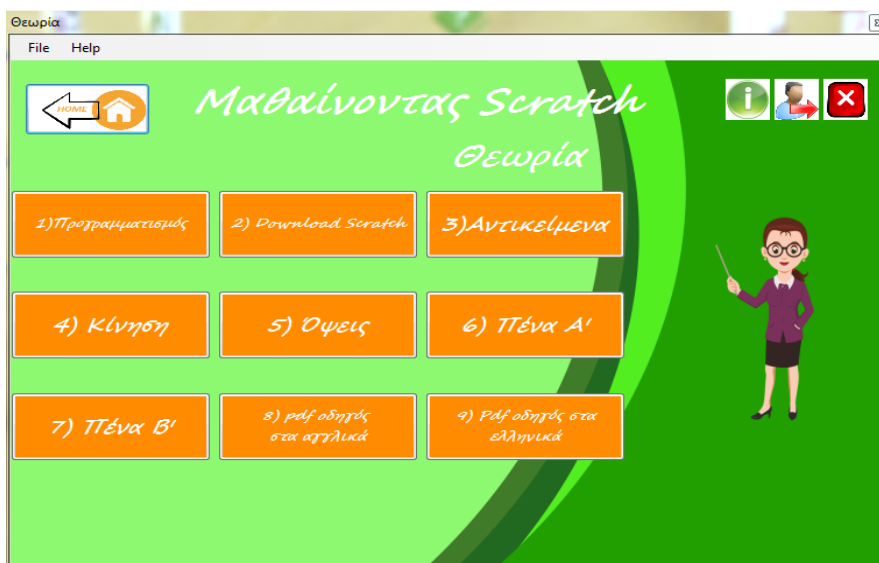 Θεωρία
File Help
HOME
Μαθαίνοντας Scratch
Θεωρία
1)Προγραμματισμός
2) Download Scratch
3)Αντικείμενα
4) Κίνηση
5) Όψεις
6) Πένα Α'
7) Πένα Β'
8) pdf οδηγός
στα αγγλικά
9) Pdf οδηγός στα
ελληνικά